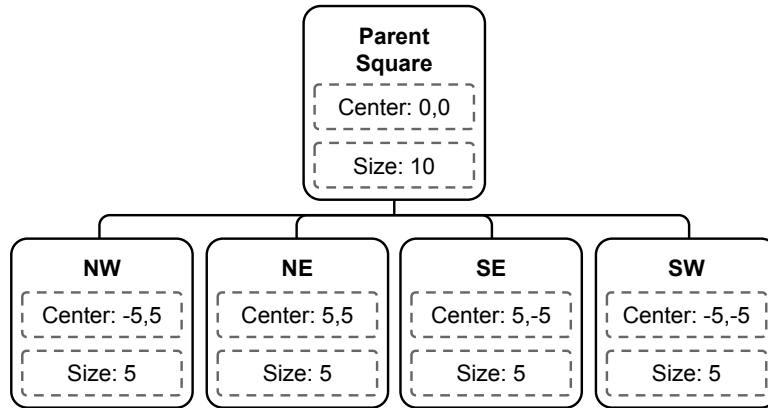 Parent
Square
Center: 0,0
Size: 10
NW
Center: -5,5
Size: 5
NE
Center: 5,5
Size: 5
SE
Center: 5,-5
Size: 5
SW
Center: -5,-5
Size: 5